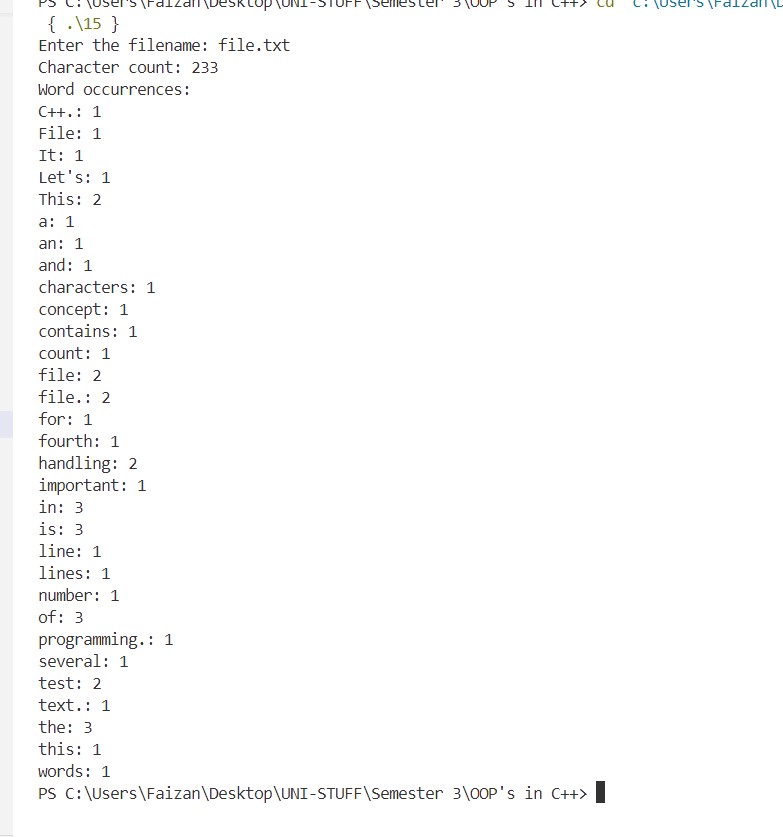 PS C:\Users\Faizan\Desktop\UNI-STUFF\Semester 3\OOP's in C++> cd "c:\Users\Faizan\D
{ .\15 }
Enter the filename: file.txt
Character count: 233
Word occurrences:
C++.: 1
File: 1
It: 1
Let's: 1
This: 2
a: 1
an: 1
and: 1
characters: 1
concept: 1
contains: 1
count: 1
file: 2
file.: 2
for: 1
fourth: 1
handling: 2
important: 1
in: 3
is: 3
line: 1
lines: 1
number: 1
of: 3
programming.: 1
several: 1
test: 2
text.: 1
the: 3
this: 1
words: 1
PS C:\Users\Faizan\Desktop\UNI-STUFF\Semester 3\OOP's in C++>